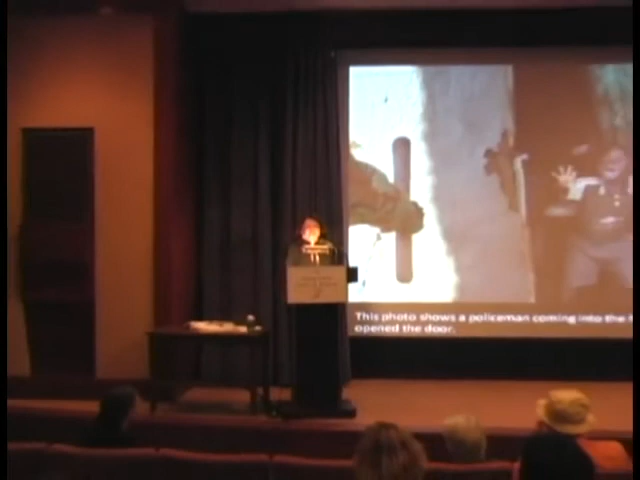 This photo shows a policeman coming into the
opened the door.